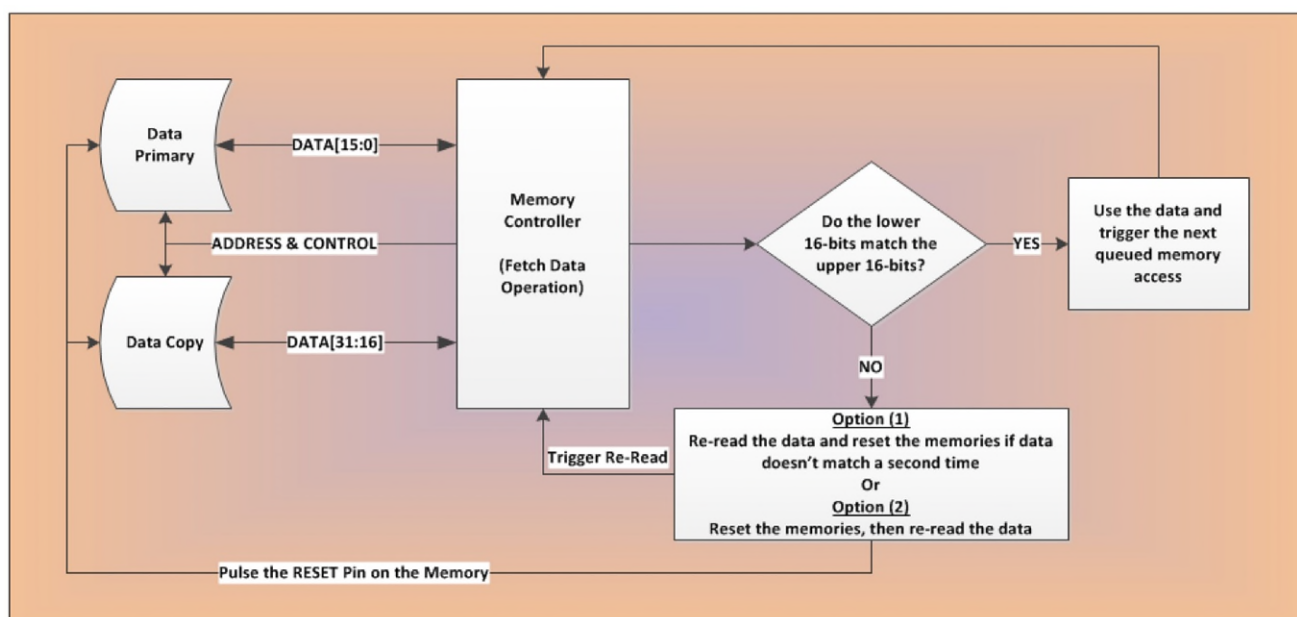 Data
Primary
DATA[15:0]
ADDRESS & CONTROL
Data Copy
DATA[31:16]
Memory
Controller
(Fetch Data
Operation)
Do the lower
16-bits match the
upper 16-bits?
YES
Use the data and
trigger the next
queued memory
access
NO
Option (1)
Re-read the data and reset the memories if data
doesn't match a second time
Or
Option (2)
Reset the memories, then re-read the data
Trigger Re-Read
Pulse the RESET Pin on the Memory